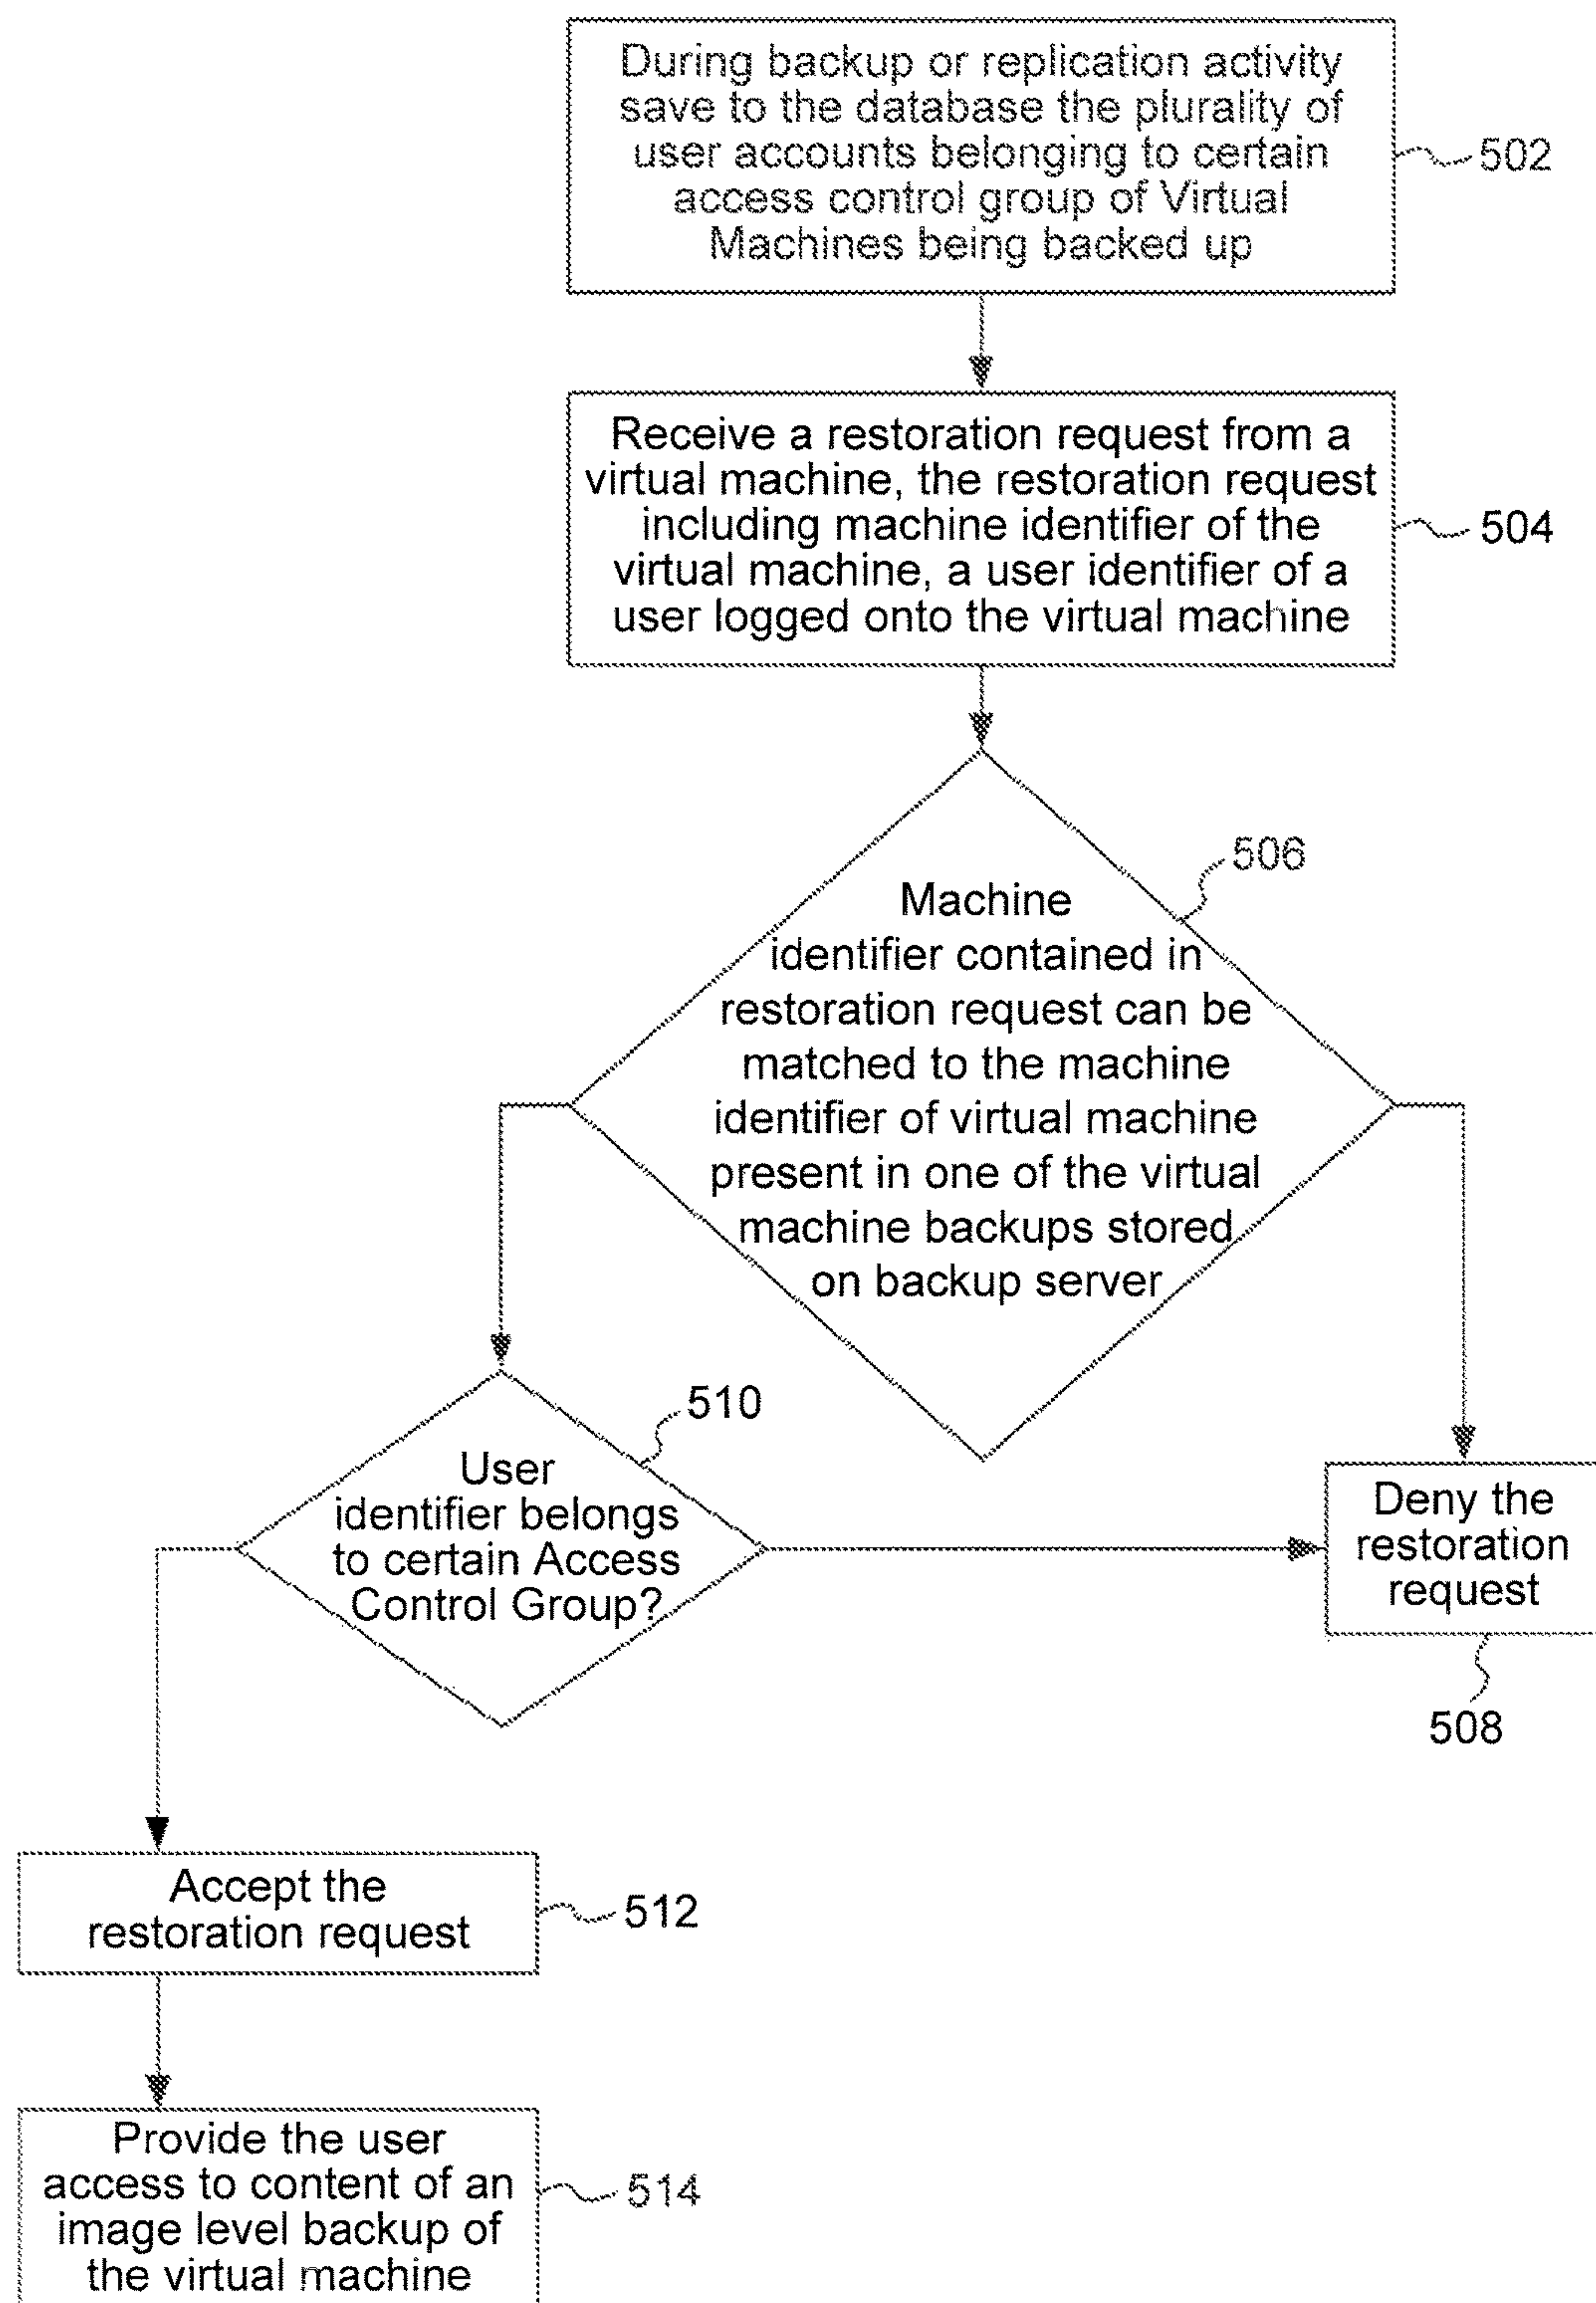 During backup or replication activity
save to the database the plurality of
user accounts belonging to certain
access control group of Virtual
Machines being backed up
502
Receive a restoration request from a
virtual machine, the restoration request
including machine identifier of the
virtual machine, a user identifier of a
user logged onto the virtual machine
504
506
Machine
identifier contained in
restoration request can be
matched to the machine
identifier of virtual machine
present in one of the virtual
machine backups stored
on backup server
510
User
identifier belongs
to certain Access
Control Group?
Deny the
restoration
request
508
Accept the
restoration request
512
Provide the user
access to content of an
image level backup of
the virtual machine
514